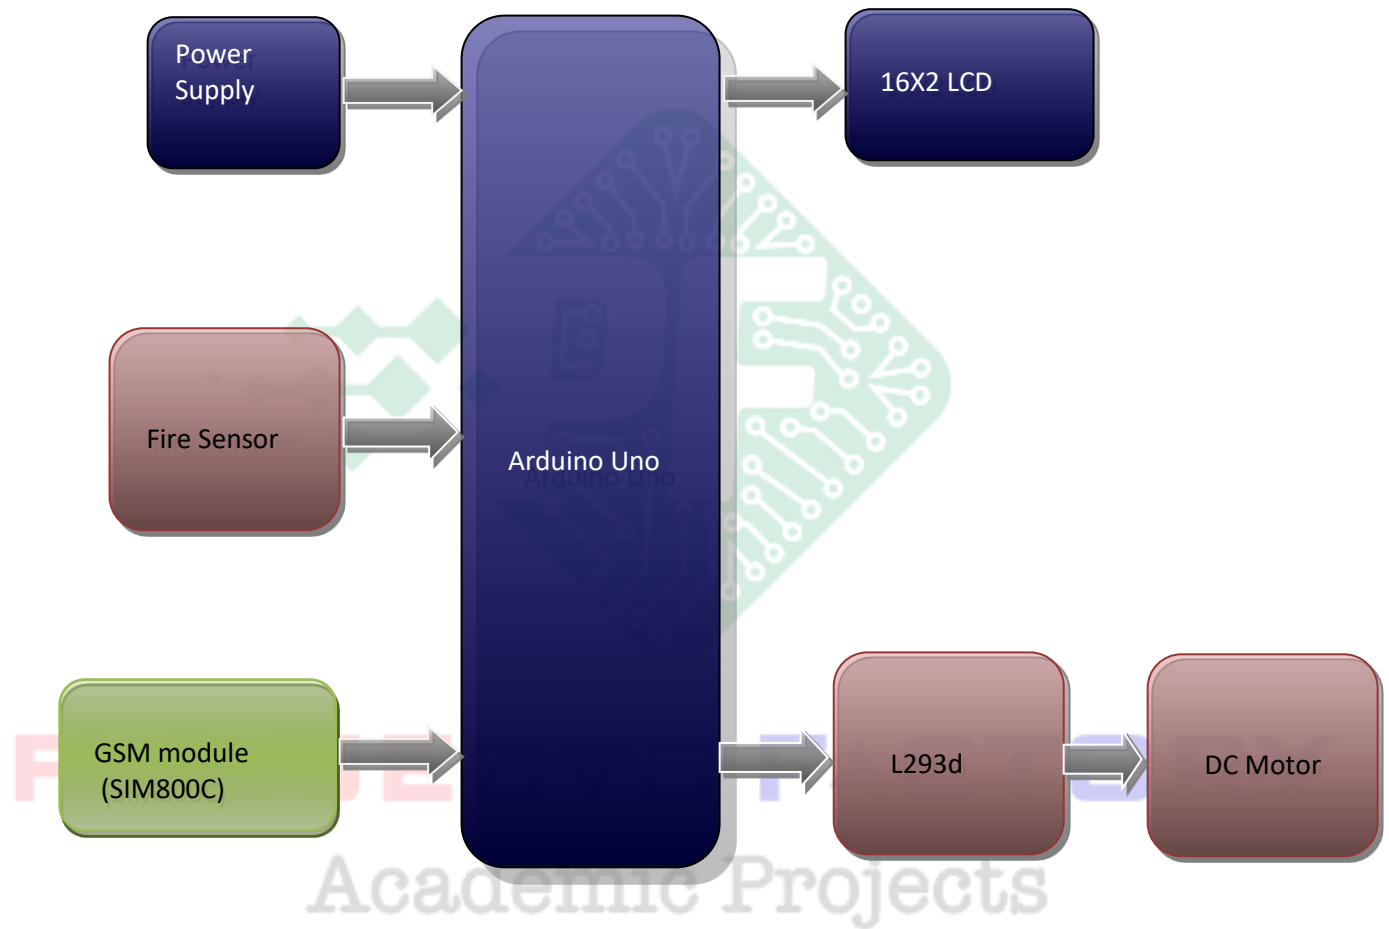 Power
Supply
16X2 LCD
Fire Sensor
Arduino Uno
GSM module
(SIM800C)
L293d
DC Motor
Academic Projects